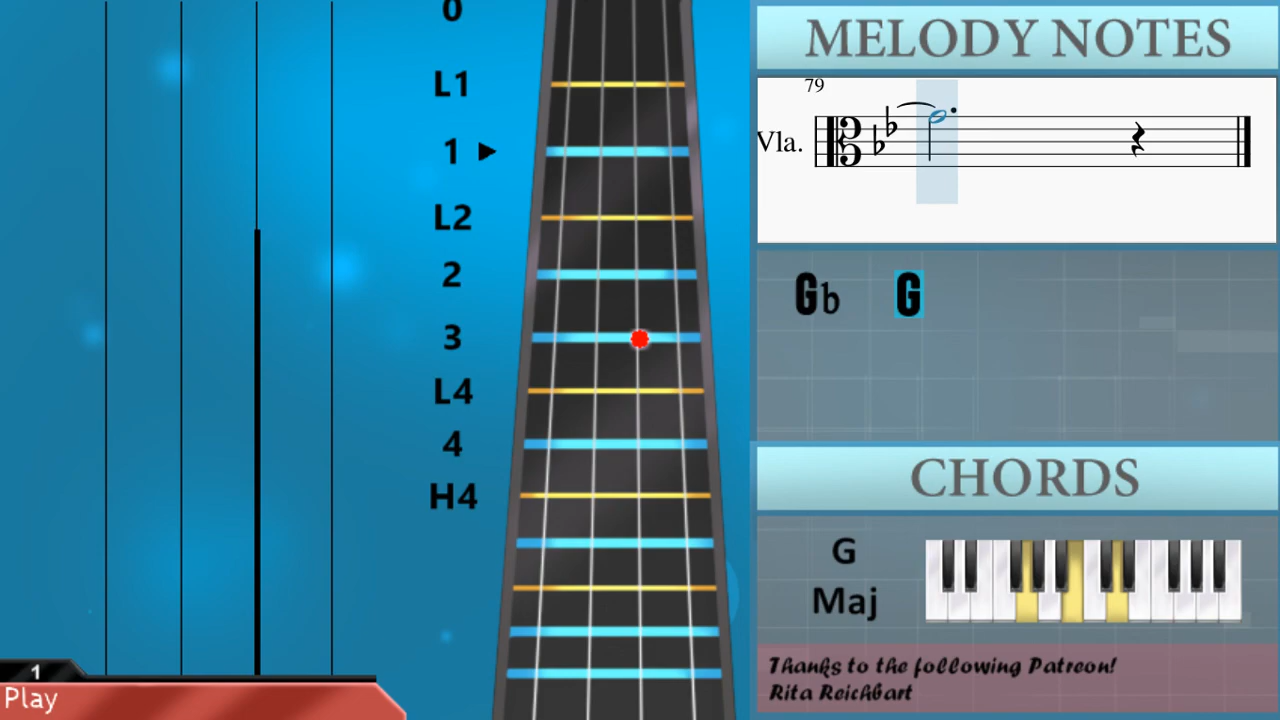 0
L1
1 ►
L2
2
3
L4
4
H4
1
Play
MELODY NOTES
79
Vla.
Gb G
CHORDS
G
Maj
Thanks to the following Patreon!
Rita Reichbart